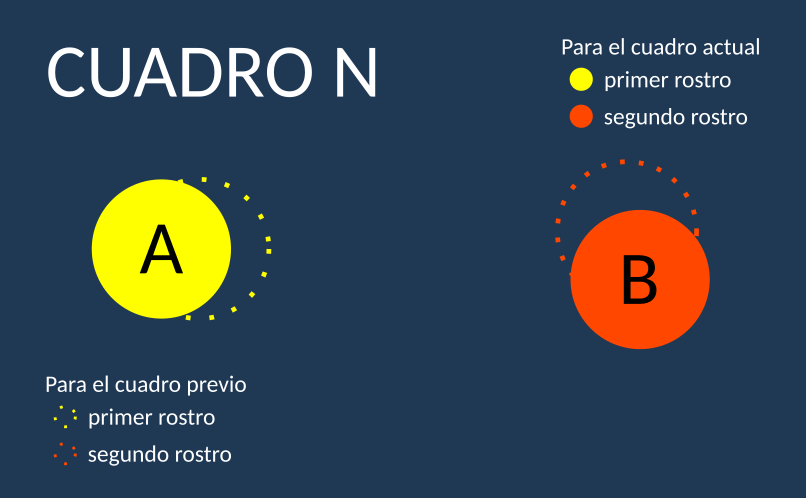 CUADRO N
Para el cuadro actual
primer rostro
segundo rostro
A
B
Para el cuadro previo
primer rostro
segundo rostro